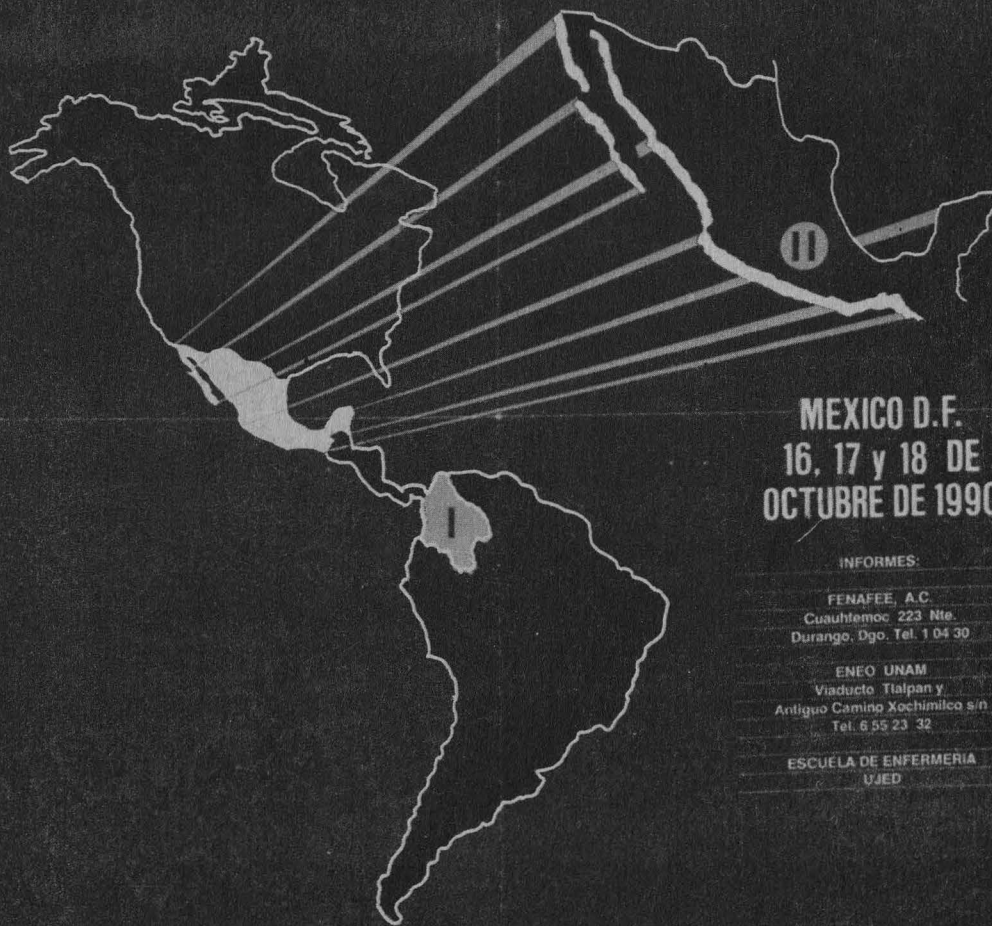 II
MEXICO D.F.
16, 17 y 18 DE
OCTUBRE DE 1990
I
INFORMES:
FENAFEE, A.C.
Cuauhtemoc 223 Nte.
Durango, Dgo. Tel. 1 04 30
ENEO UNAM
Viaducto Tlalpan y
Antiguo Camino Xochimilco s/n
Tel. 6 55 23 32
ESCUELA DE ENFERMERIA
UJED